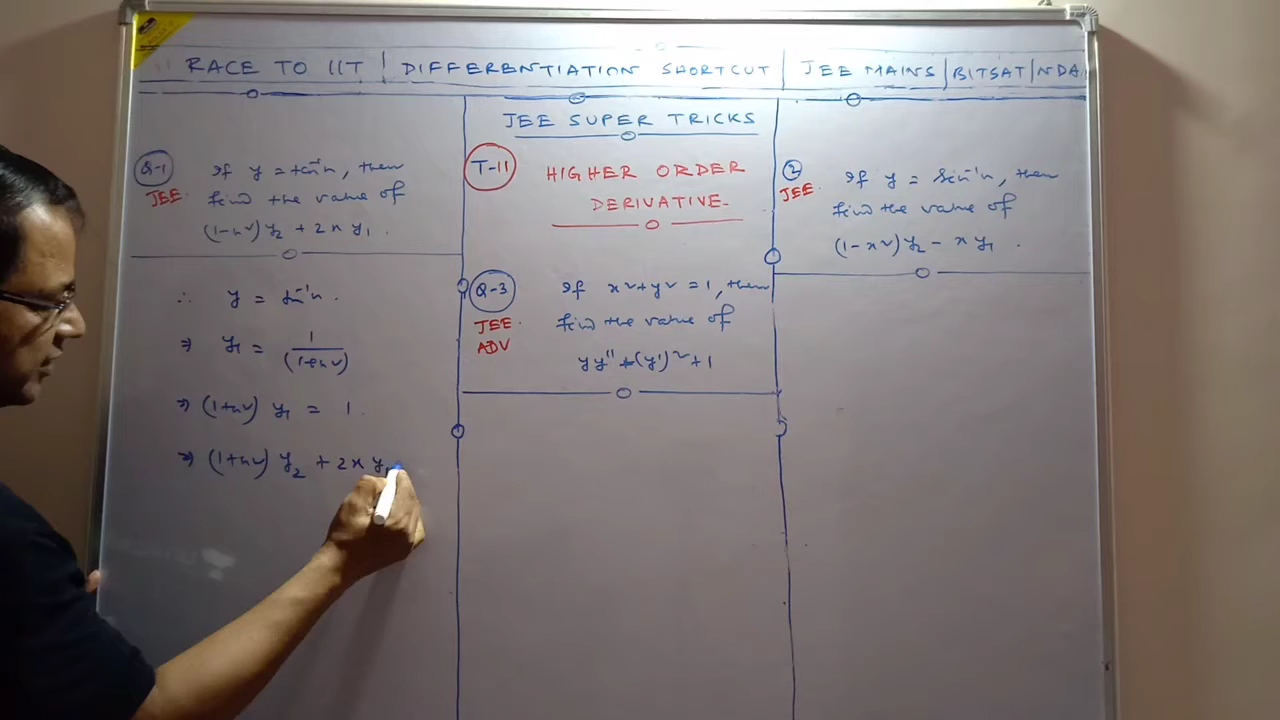 RACE TO IIT | DIFFERENTIATION SHORTCUT | JEE MAINS | BITSAT | NDA
JEE SUPER TRICKS
Q-1
JEE
If y = tan⁻¹x, then
find the value of
(1-x²) y₂ + 2x y₁ .
∴ y = sin⁻¹x .
⇒ y₁ = 1/(1+x²)
⇒ (1+x²) y₁ = 1 .
⇒ (1+x²) y₂ + 2x y₁
T-11
HIGHER ORDER
DERIVATIVE.
Q-3
JEE.
ADV
If x²+y² = 1, then
find the value of
yy" + (y')² + 1
2
JEE.
If y = sin⁻¹x, then
find the value of
(1-x²) y₂ - x y₁ .